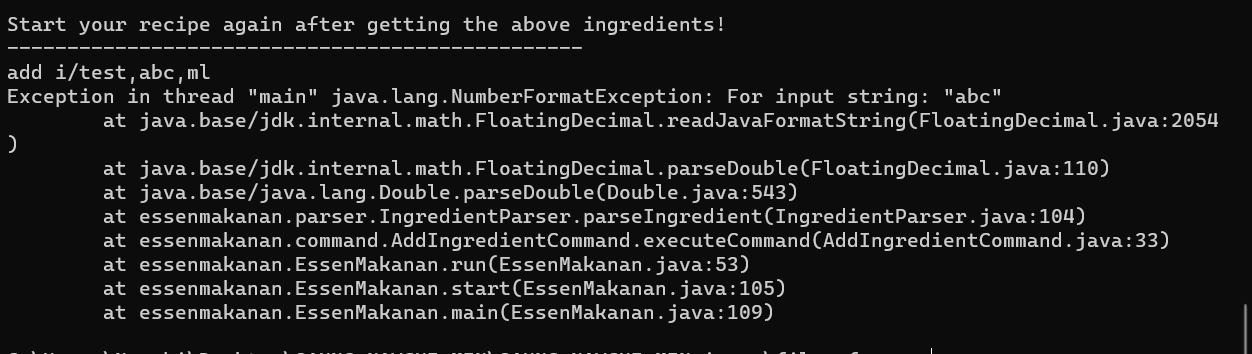 Start your recipe again after getting the above ingredients!
------------------------------------------------
add i/test,abc,ml
Exception in thread "main" java.lang.NumberFormatException: For input string: "abc"
        at java.base/jdk.internal.math.FloatingDecimal.readJavaFormatString(FloatingDecimal.java:2054
)
        at java.base/jdk.internal.math.FloatingDecimal.parseDouble(FloatingDecimal.java:110)
        at java.base/java.lang.Double.parseDouble(Double.java:543)
        at essenmakanan.parser.IngredientParser.parseIngredient(IngredientParser.java:104)
        at essenmakanan.command.AddIngredientCommand.executeCommand(AddIngredientCommand.java:33)
        at essenmakanan.EssenMakanan.run(EssenMakanan.java:53)
        at essenmakanan.EssenMakanan.start(EssenMakanan.java:105)
        at essenmakanan.EssenMakanan.main(EssenMakanan.java:109)